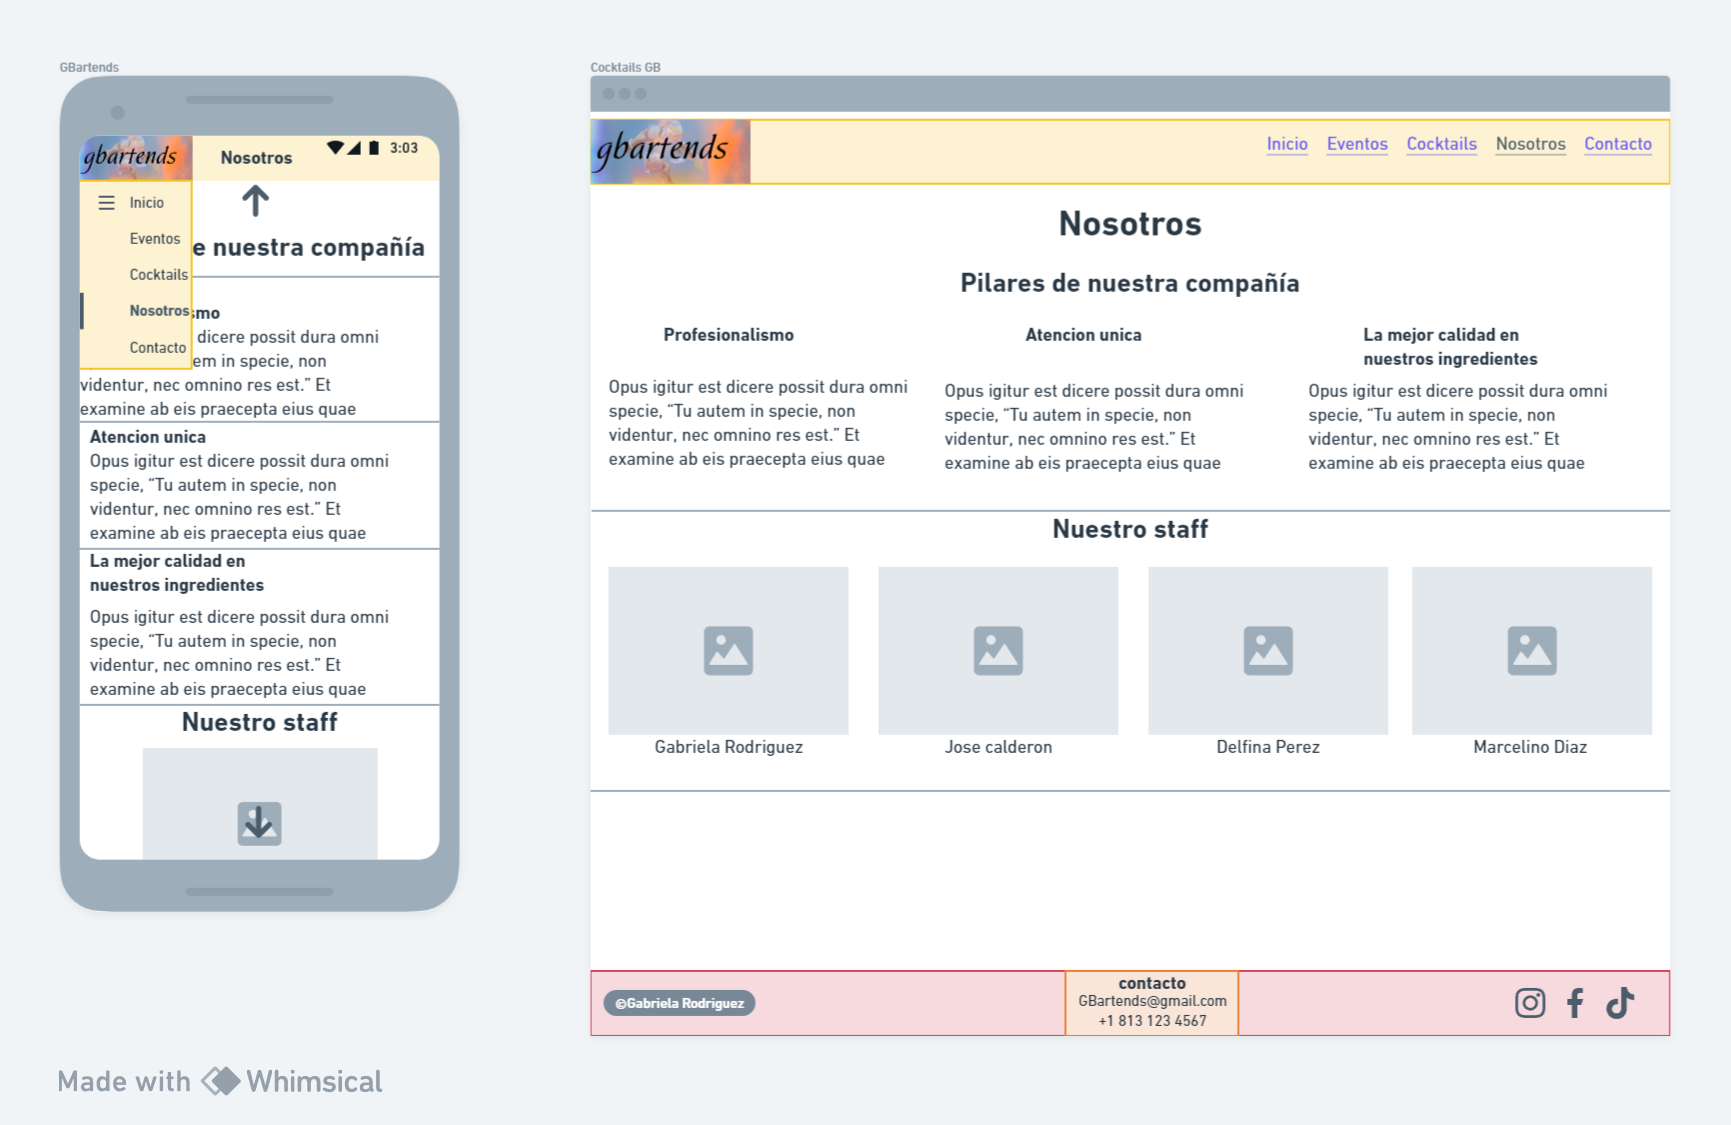 GBartends
gbartends
Nosotros
3:03
Inicio
Eventos
Cocktails
Nosotros
Contacto
e nuestra compañía
smo
dicere possit dura omni
em in specie, non
videntur, nec omnino res est.” Et
examine ab eis praecepta eius quae
Atencion unica
Opus igitur est dicere possit dura omni
specie, “Tu autem in specie, non
videntur, nec omnino res est.” Et
examine ab eis praecepta eius quae
La mejor calidad en
nuestros ingredientes
Opus igitur est dicere possit dura omni
specie, “Tu autem in specie, non
videntur, nec omnino res est.” Et
examine ab eis praecepta eius quae
Nuestro staff
Cocktails GB
gbartends
Inicio Eventos Cocktails Nosotros Contacto
Nosotros
Pilares de nuestra compañía
Profesionalismo
Opus igitur est dicere possit dura omni
specie, “Tu autem in specie, non
videntur, nec omnino res est.” Et
examine ab eis praecepta eius quae
Atencion unica
Opus igitur est dicere possit dura omni
specie, “Tu autem in specie, non
videntur, nec omnino res est.” Et
examine ab eis praecepta eius quae
La mejor calidad en
nuestros ingredientes
Opus igitur est dicere possit dura omni
specie, “Tu autem in specie, non
videntur, nec omnino res est.” Et
examine ab eis praecepta eius quae
Nuestro staff
Gabriela Rodriguez
Jose calderon
Delfina Perez
Marcelino Diaz
©Gabriela Rodriguez
contacto
GBartends@gmail.com
+1 813 123 4567
Made with Whimsical